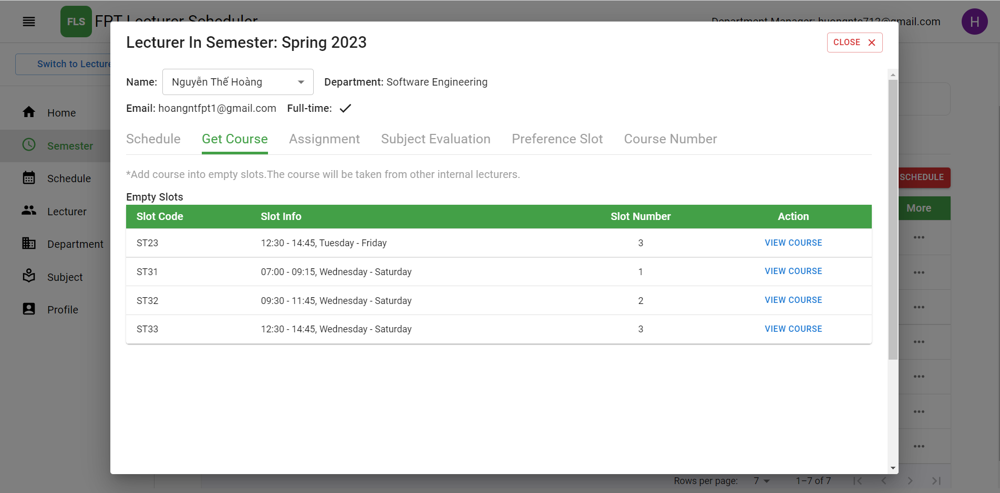 FLS
FPT Lecturer Scheduler
Department Manager: huongntc712@gmail.com
H
Switch to Lecture
Home
Semester
Schedule
Lecturer
Department
Subject
Profile
Lecturer In Semester: Spring 2023
CLOSE
Name: Nguyễn Thế Hoàng Department: Software Engineering
Email: hoangntfpt1@gmail.com Full-time:
Schedule Get Course Assignment Subject Evaluation Preference Slot Course Number
*Add course into empty slots.The course will be taken from other internal lecturers.
Empty Slots
Slot Code Slot Info Slot Number Action
ST23 12:30 - 14:45, Tuesday - Friday 3 VIEW COURSE
ST31 07:00 - 09:15, Wednesday - Saturday 1 VIEW COURSE
ST32 09:30 - 11:45, Wednesday - Saturday 2 VIEW COURSE
ST33 12:30 - 14:45, Wednesday - Saturday 3 VIEW COURSE
SCHEDULE
More
Rows per page: 7 1–7 of 7